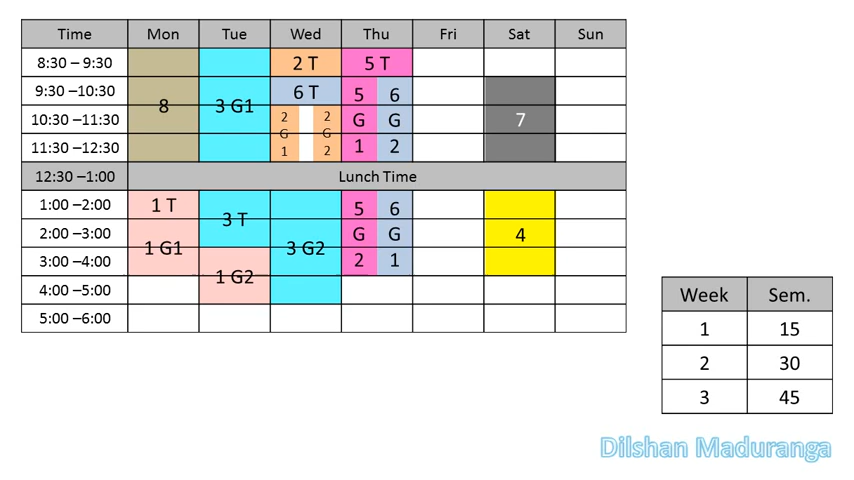 Time Mon Tue Wed Thu Fri Sat Sun
8:30 – 9:30 2 T 5 T
9:30 –10:30 8 3 G1 6 T 5 6 7
10:30 –11:30 2 G 1 2 G 2 G G
11:30 –12:30 1 2
12:30 –1:00 Lunch Time
1:00 –2:00 1 T 3 T 5 6
2:00 –3:00 1 G1 3 G2 G G 4
3:00 –4:00 1 G2 2 1
4:00 –5:00
5:00 –6:00
Week Sem.
1 15
2 30
3 45
Dilshan Maduranga